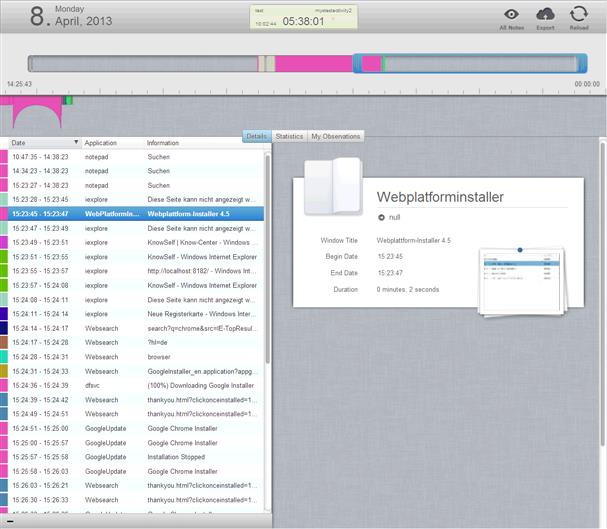 8. Monday
April, 2013
test
mystestactivity2
10:02:44 05:38:01
All Notes
Export
Reload
14:25:43
00:00:00
Details
Statistics
My Obsevations
Date
Application
Information
10:47:35 - 14:38:23 notepad Suchen
14:34:23 - 14:38:23 notepad Suchen
15:23:27 - 14:38:23 notepad Suchen
15:23:28 - 15:23:45 iexplore Diese Seite kann nicht angezeigt w...
15:23:45 - 15:23:47 WebPlatformIn... Webplattform-Installer 4.5
15:23:47 - 15:23:49 iexplore Diese Seite kann nicht angezeigt w...
15:23:49 - 15:23:51 iexplore KnowSelf | Know-Center - Windows ...
15:23:51 - 15:23:55 iexplore KnowSelf - Windows Internet Explorer
15:23:55 - 15:23:57 iexplore http://localhost:8182/ - Windows I...
15:23:57 - 15:24:08 iexplore KnowSelf - Windows Internet Explorer
15:24:08 - 14:24:11 iexplore Diese Seite kann nicht angezeigt w...
15:24:11 - 15:24:14 iexplore Neue Registerkarte - Windows Inter...
15:24:14 - 15:24:17 Websearch search?q=chrome&src=IE-TopResul...
15:24:17 - 15:24:28 Websearch ?hl=de
15:24:28 - 15:24:31 Websearch browser
15:24:31 - 15:24:33 Websearch GoogleInstaller_en.application?appg...
15:24:36 - 15:24:39 dfsvc (100%) Downloading Google Installer
15:24:39 - 15:24:42 Websearch thankyou.html?clickonceinstalled=1...
15:24:49 - 15:24:51 Websearch thankyou.html?clickonceinstalled=1...
15:24:51 - 15:25:00 GoogleUpdate Google Chrome Installer
15:25:00 - 15:25:57 GoogleUpdate Google Chrome Installer
15:25:57 - 15:25:58 GoogleUpdate Installation Stopped
15:25:58 - 15:26:03 GoogleUpdate Google Chrome Installer
15:26:03 - 15:26:21 Websearch thankyou.html?clickonceinstalled=1...
15:26:30 - 15:26:33 Websearch thankyou.html?clickonceinstalled=1...
Webplatforminstaller
null
Window Title Webplattform-Installer 4.5
Begin Date 15:23:45
End Date 15:23:47
Duration 0 minutes, 2 seconds